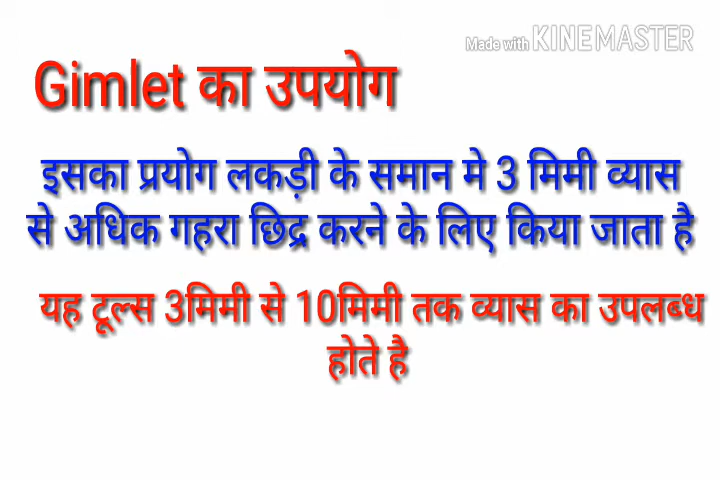 Made with KINEMASTER
Gimlet का उपयोग
इसका प्रयोग लकड़ी के समान मे 3 मिमी व्यास
से अधिक गहरा छिद्र करने के लिए किया जाता है
यह टूल्स 3मिमी से 10मिमी तक व्यास का उपलब्ध
होते है